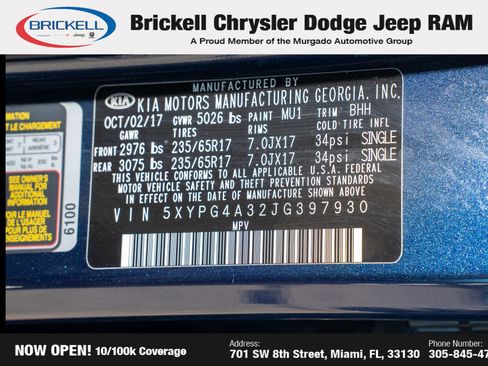 BRICKELL
Brickell Chrysler Dodge Jeep RAM
A Proud Member of the Murgado Automotive Group
MANUFACTURED BY
KIA KIA MOTORS MANUFACTURING GEORGIA, INC.
OCT/02/17 GVWR 5026 lbs PAINT MU1 TRIM BHH
GAWR TIRES RIMS COLD TIRE INFL
FRONT 2976 lbs 235/65R17 7.0JX17 34psi SINGLE
REAR 3075 lbs 235/65R17 7.0JX17 34psi SINGLE
THIS VEHICLE CONFORMS TO ALL APPLICABLE U.S.A. FEDERAL
MOTOR VEHICLE SAFETY, BUMPER, AND THEFT PREVENTION STANDARDS
IN EFFECT ON THE DATE OF MANUFACTURE SHOWN ABOVE.
VIN 5XYPG4A32JG397930
MPV
6100
NOW OPEN! 10/100k Coverage
Address:
701 SW 8th Street, Miami, FL, 33130
Phone Number:
305-845-47